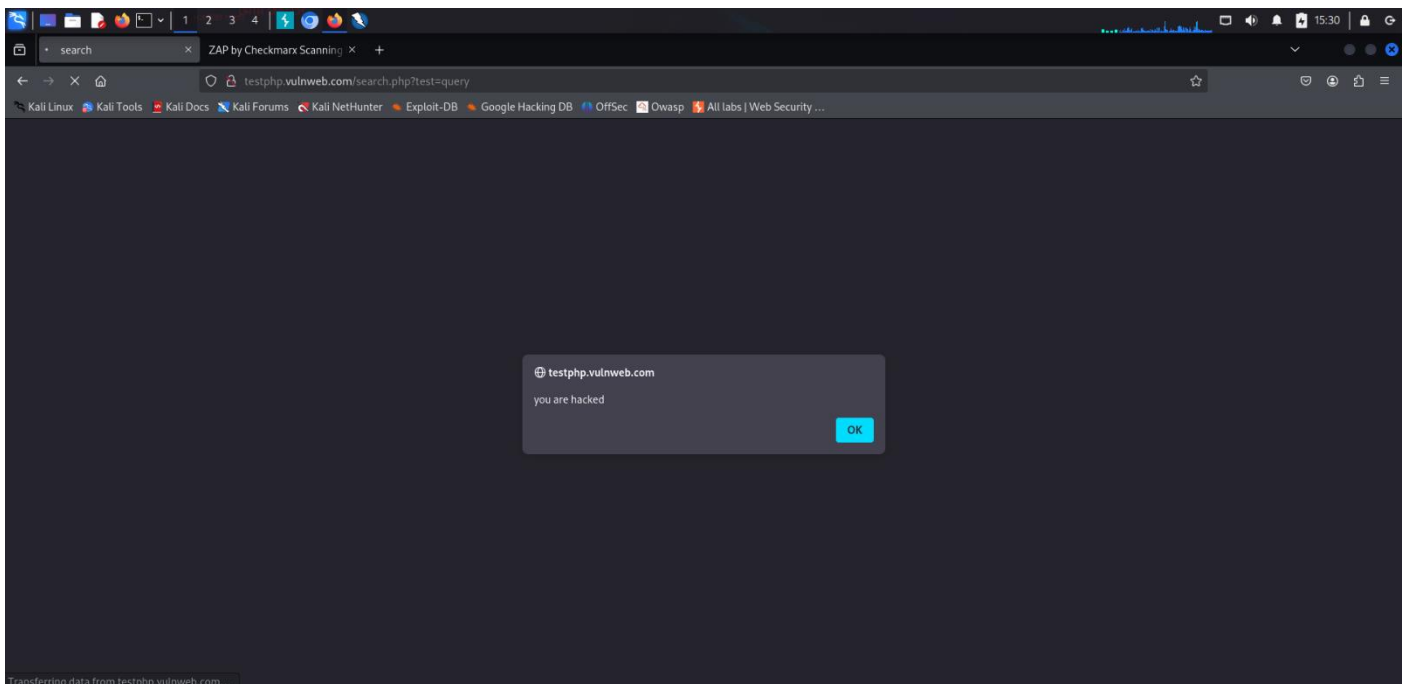 1 2 3 4 15:30
search ZAP by Checkmarx Scanning
testphp.vulnweb.com/search.php?test=query
Kali Linux Kali Tools Kali Docs Kali Forums Kali NetHunter Exploit-DB Google Hacking DB OffSec Owasp All labs | Web Security ...
testphp.vulnweb.com
you are hacked
OK
Transferring data from testphp.vulnweb.com